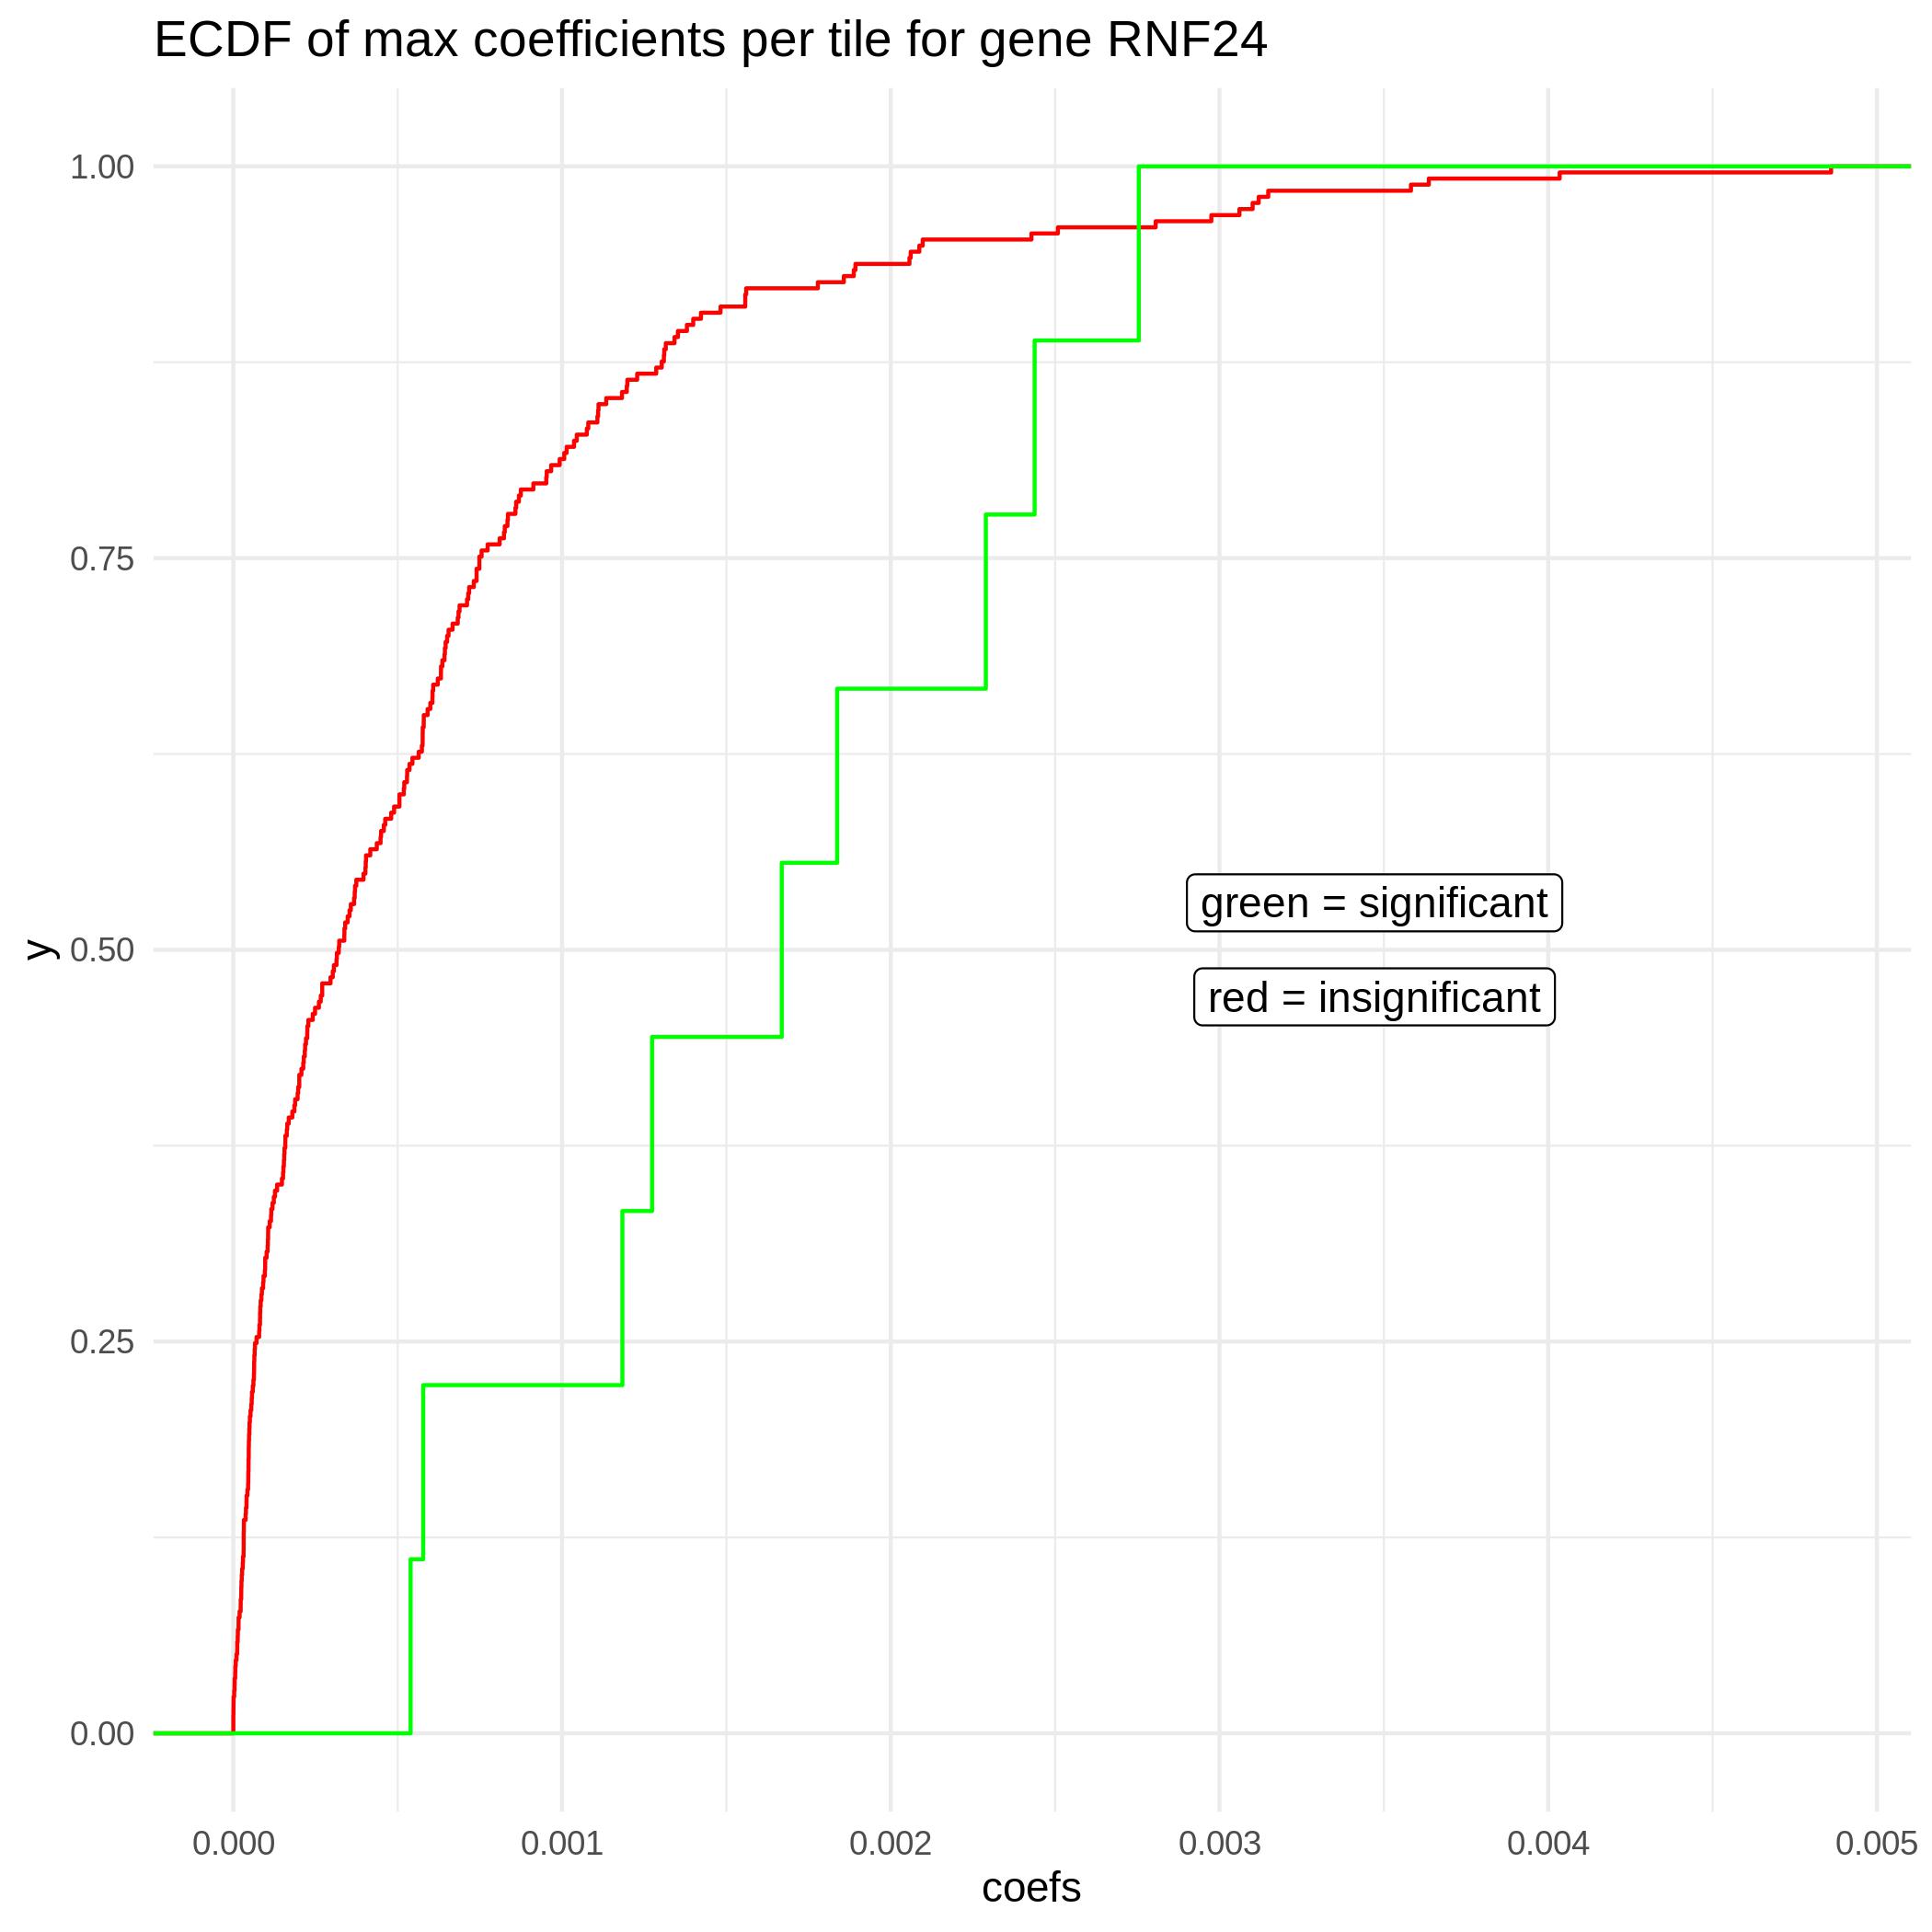 ECDF of max coefficients per tile for gene RNF24
1.00
0.75
0.50
0.25
0.00
y
green = significant
red = insignificant
0.000 0.001 0.002 0.003 0.004 0.005
coefs